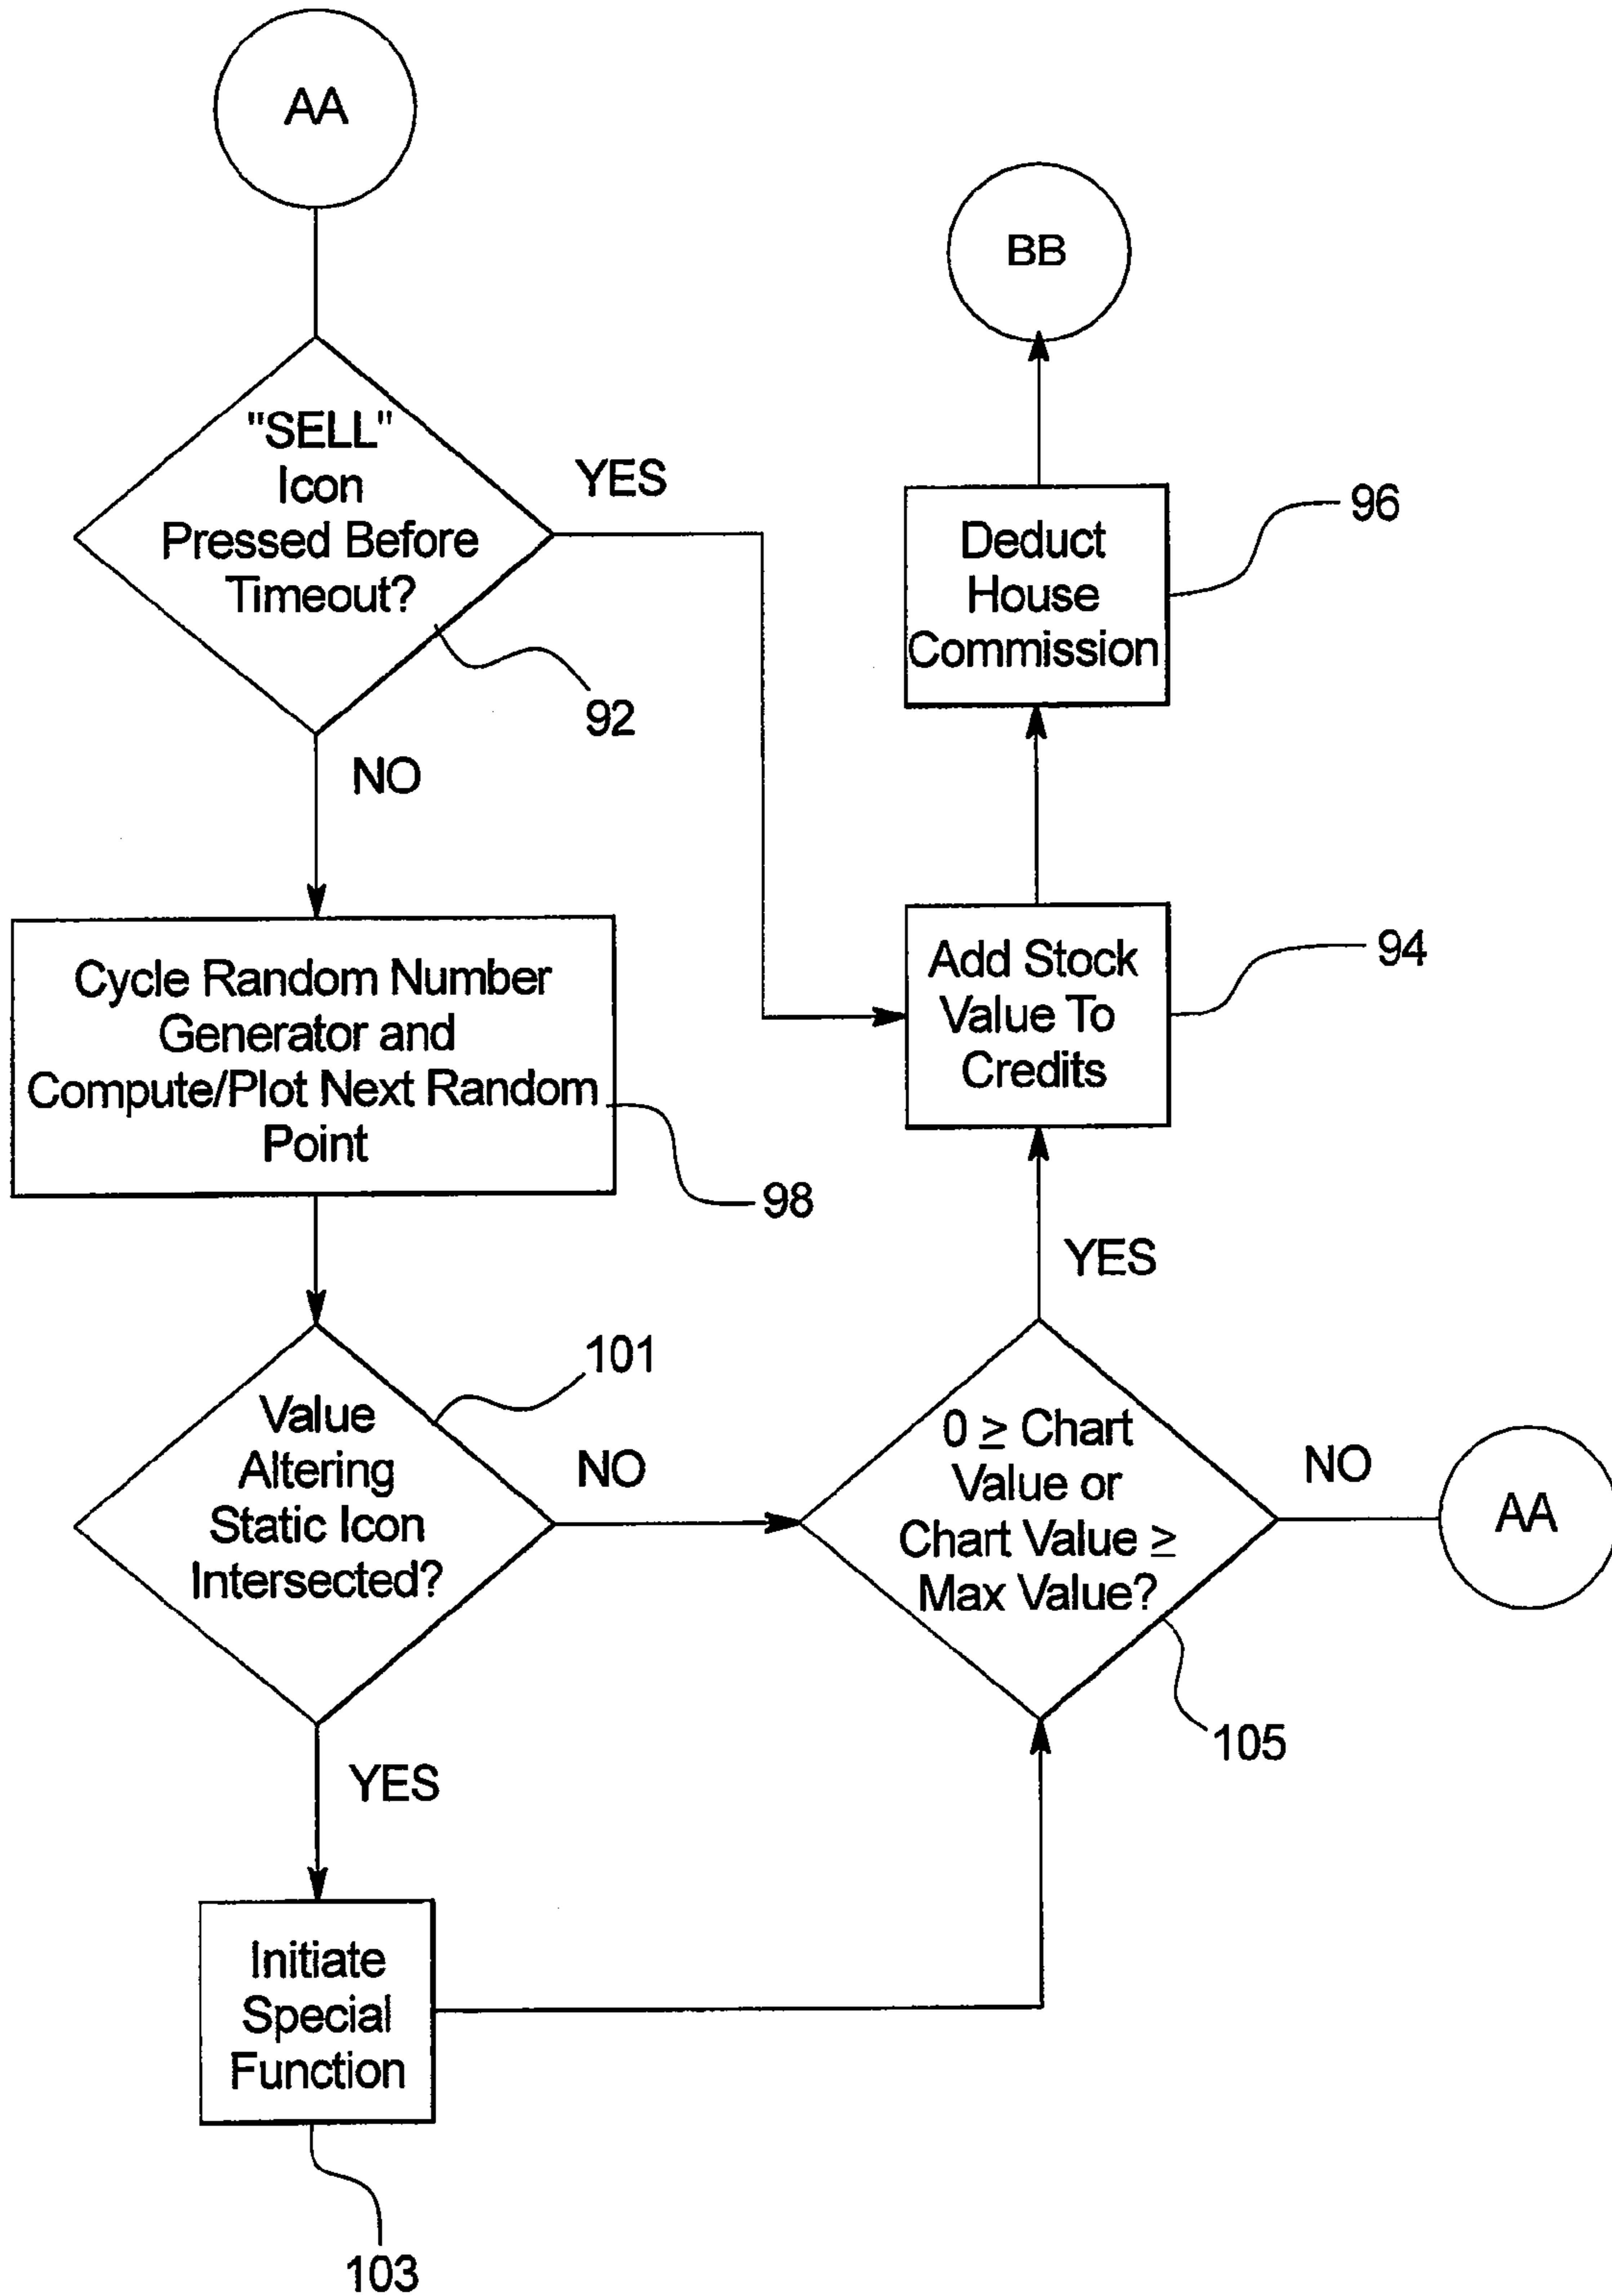 AA
"SELL"
Icon
Pressed Before
Timeout?
YES
92
NO
Cycle Random Number
Generator and
Compute/Plot Next Random
Point
98
Value
Altering
Static Icon
Intersected?
101
NO
YES
Initiate
Special
Function
103
BB
Deduct
House
Commission
96
Add Stock
Value To
Credits
94
YES
0 ≥ Chart
Value or
Chart Value ≥
Max Value?
105
NO
AA